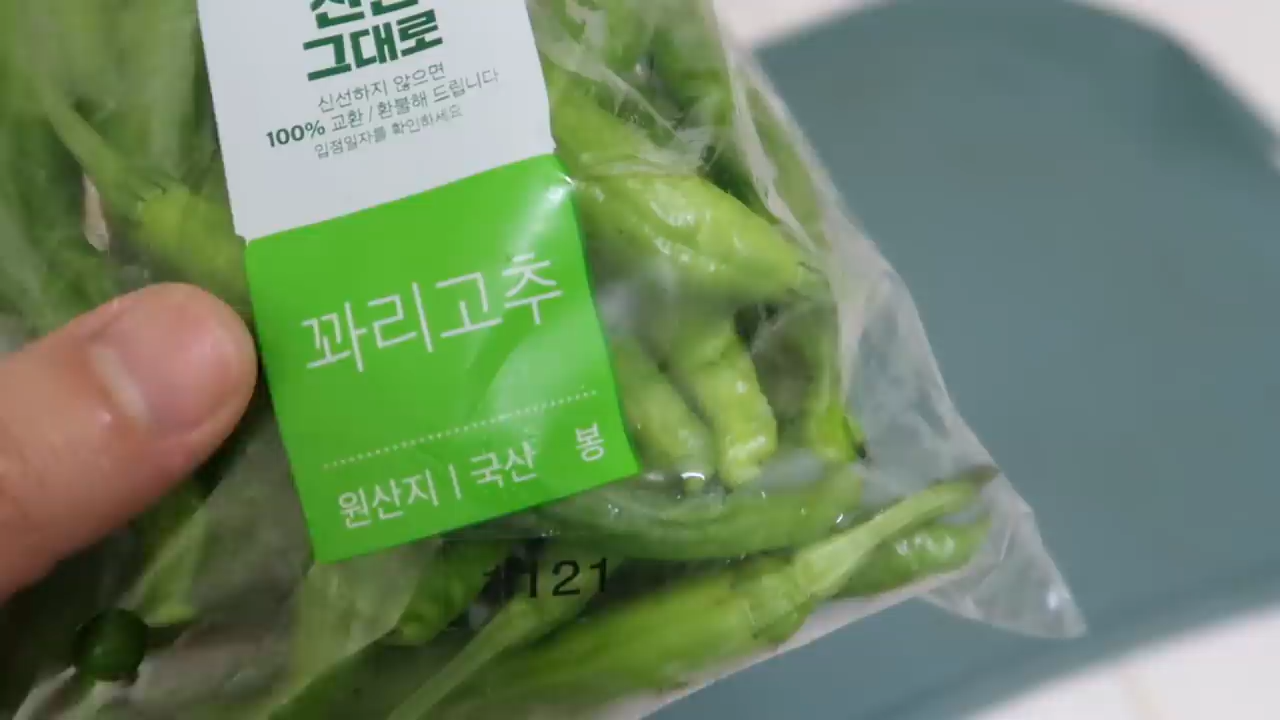 그대로
신선하지 않으면
100% 교환 / 환불해 드립니다
입점일자를 확인하세요
꽈리고추
원산지 | 국산 봉
121